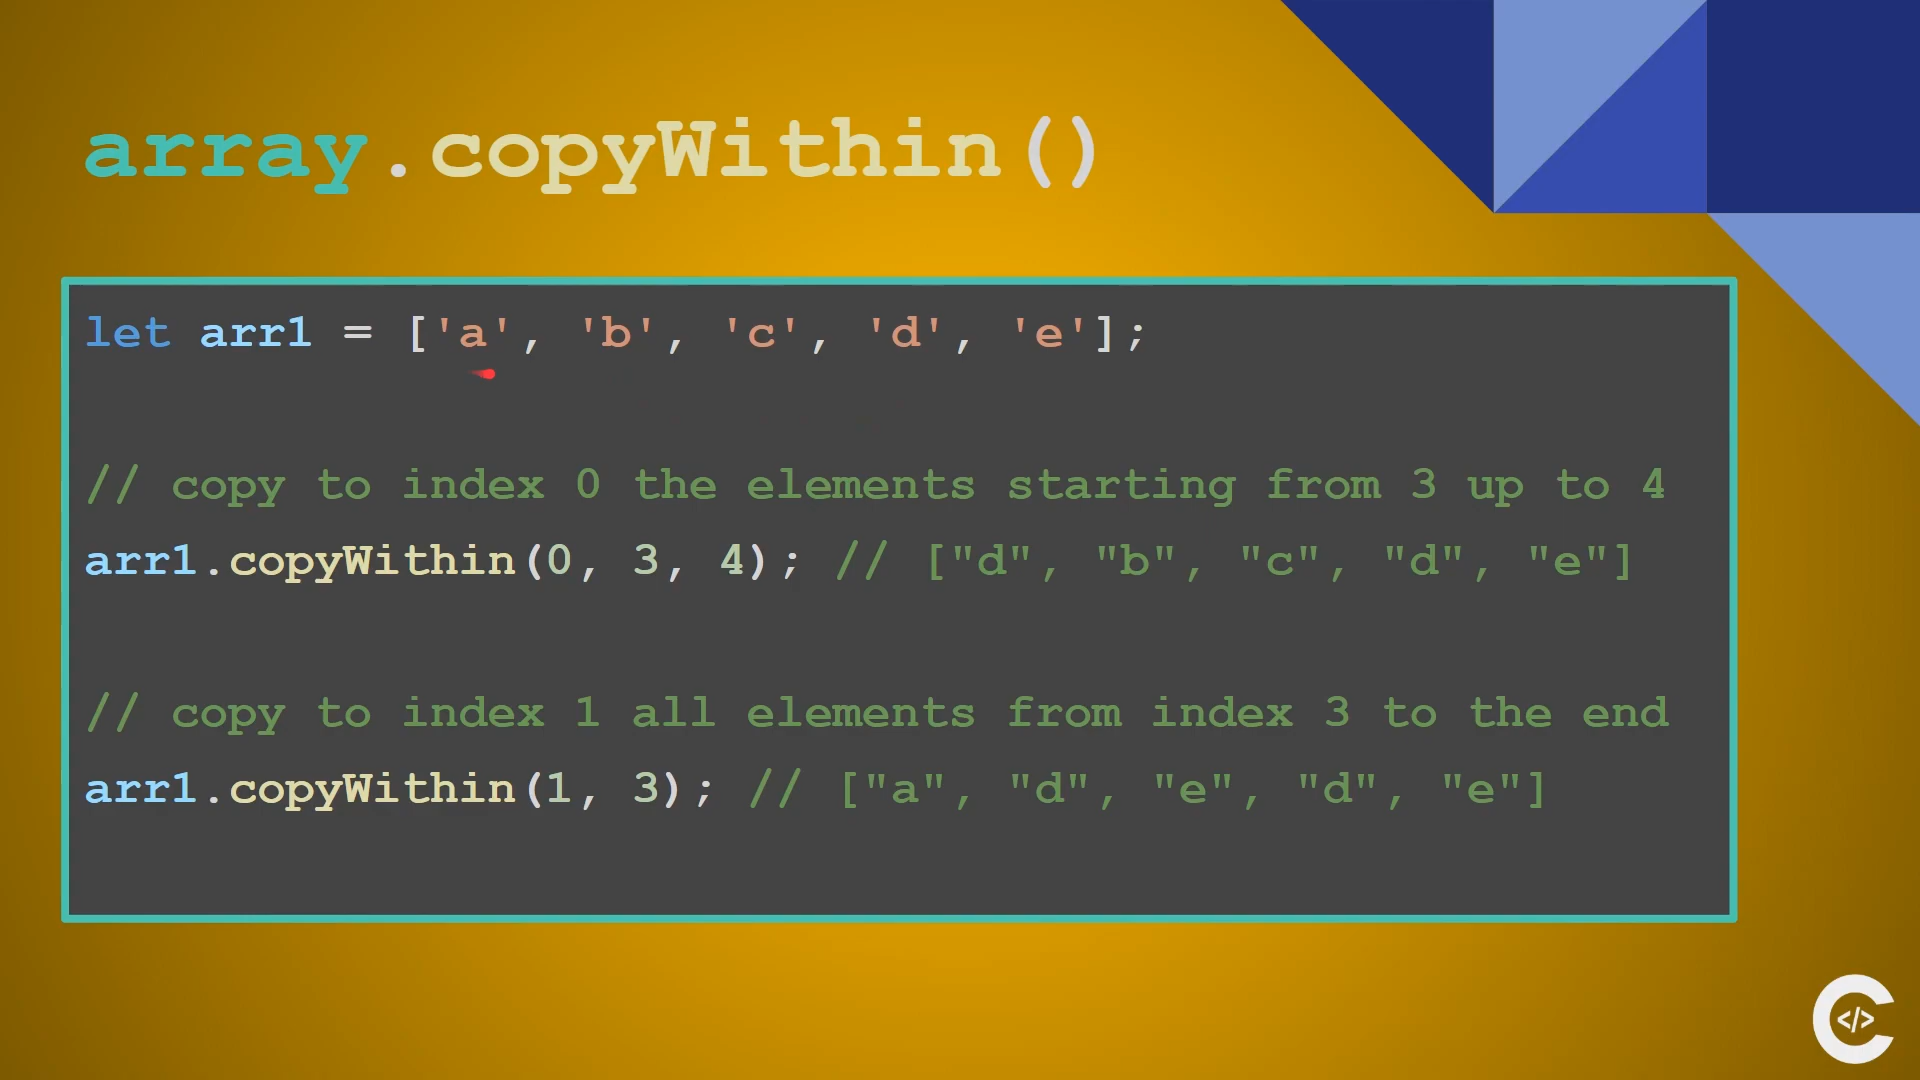 array.copyWithin()
let arr1 = ['a', 'b', 'c', 'd', 'e'];
// copy to index 0 the elements starting from 3 up to 4
arr1.copyWithin(0, 3, 4); // ["d", "b", "c", "d", "e"]
// copy to index 1 all elements from index 3 to the end
arr1.copyWithin(1, 3); // ["a", "d", "e", "d", "e"]
C </>